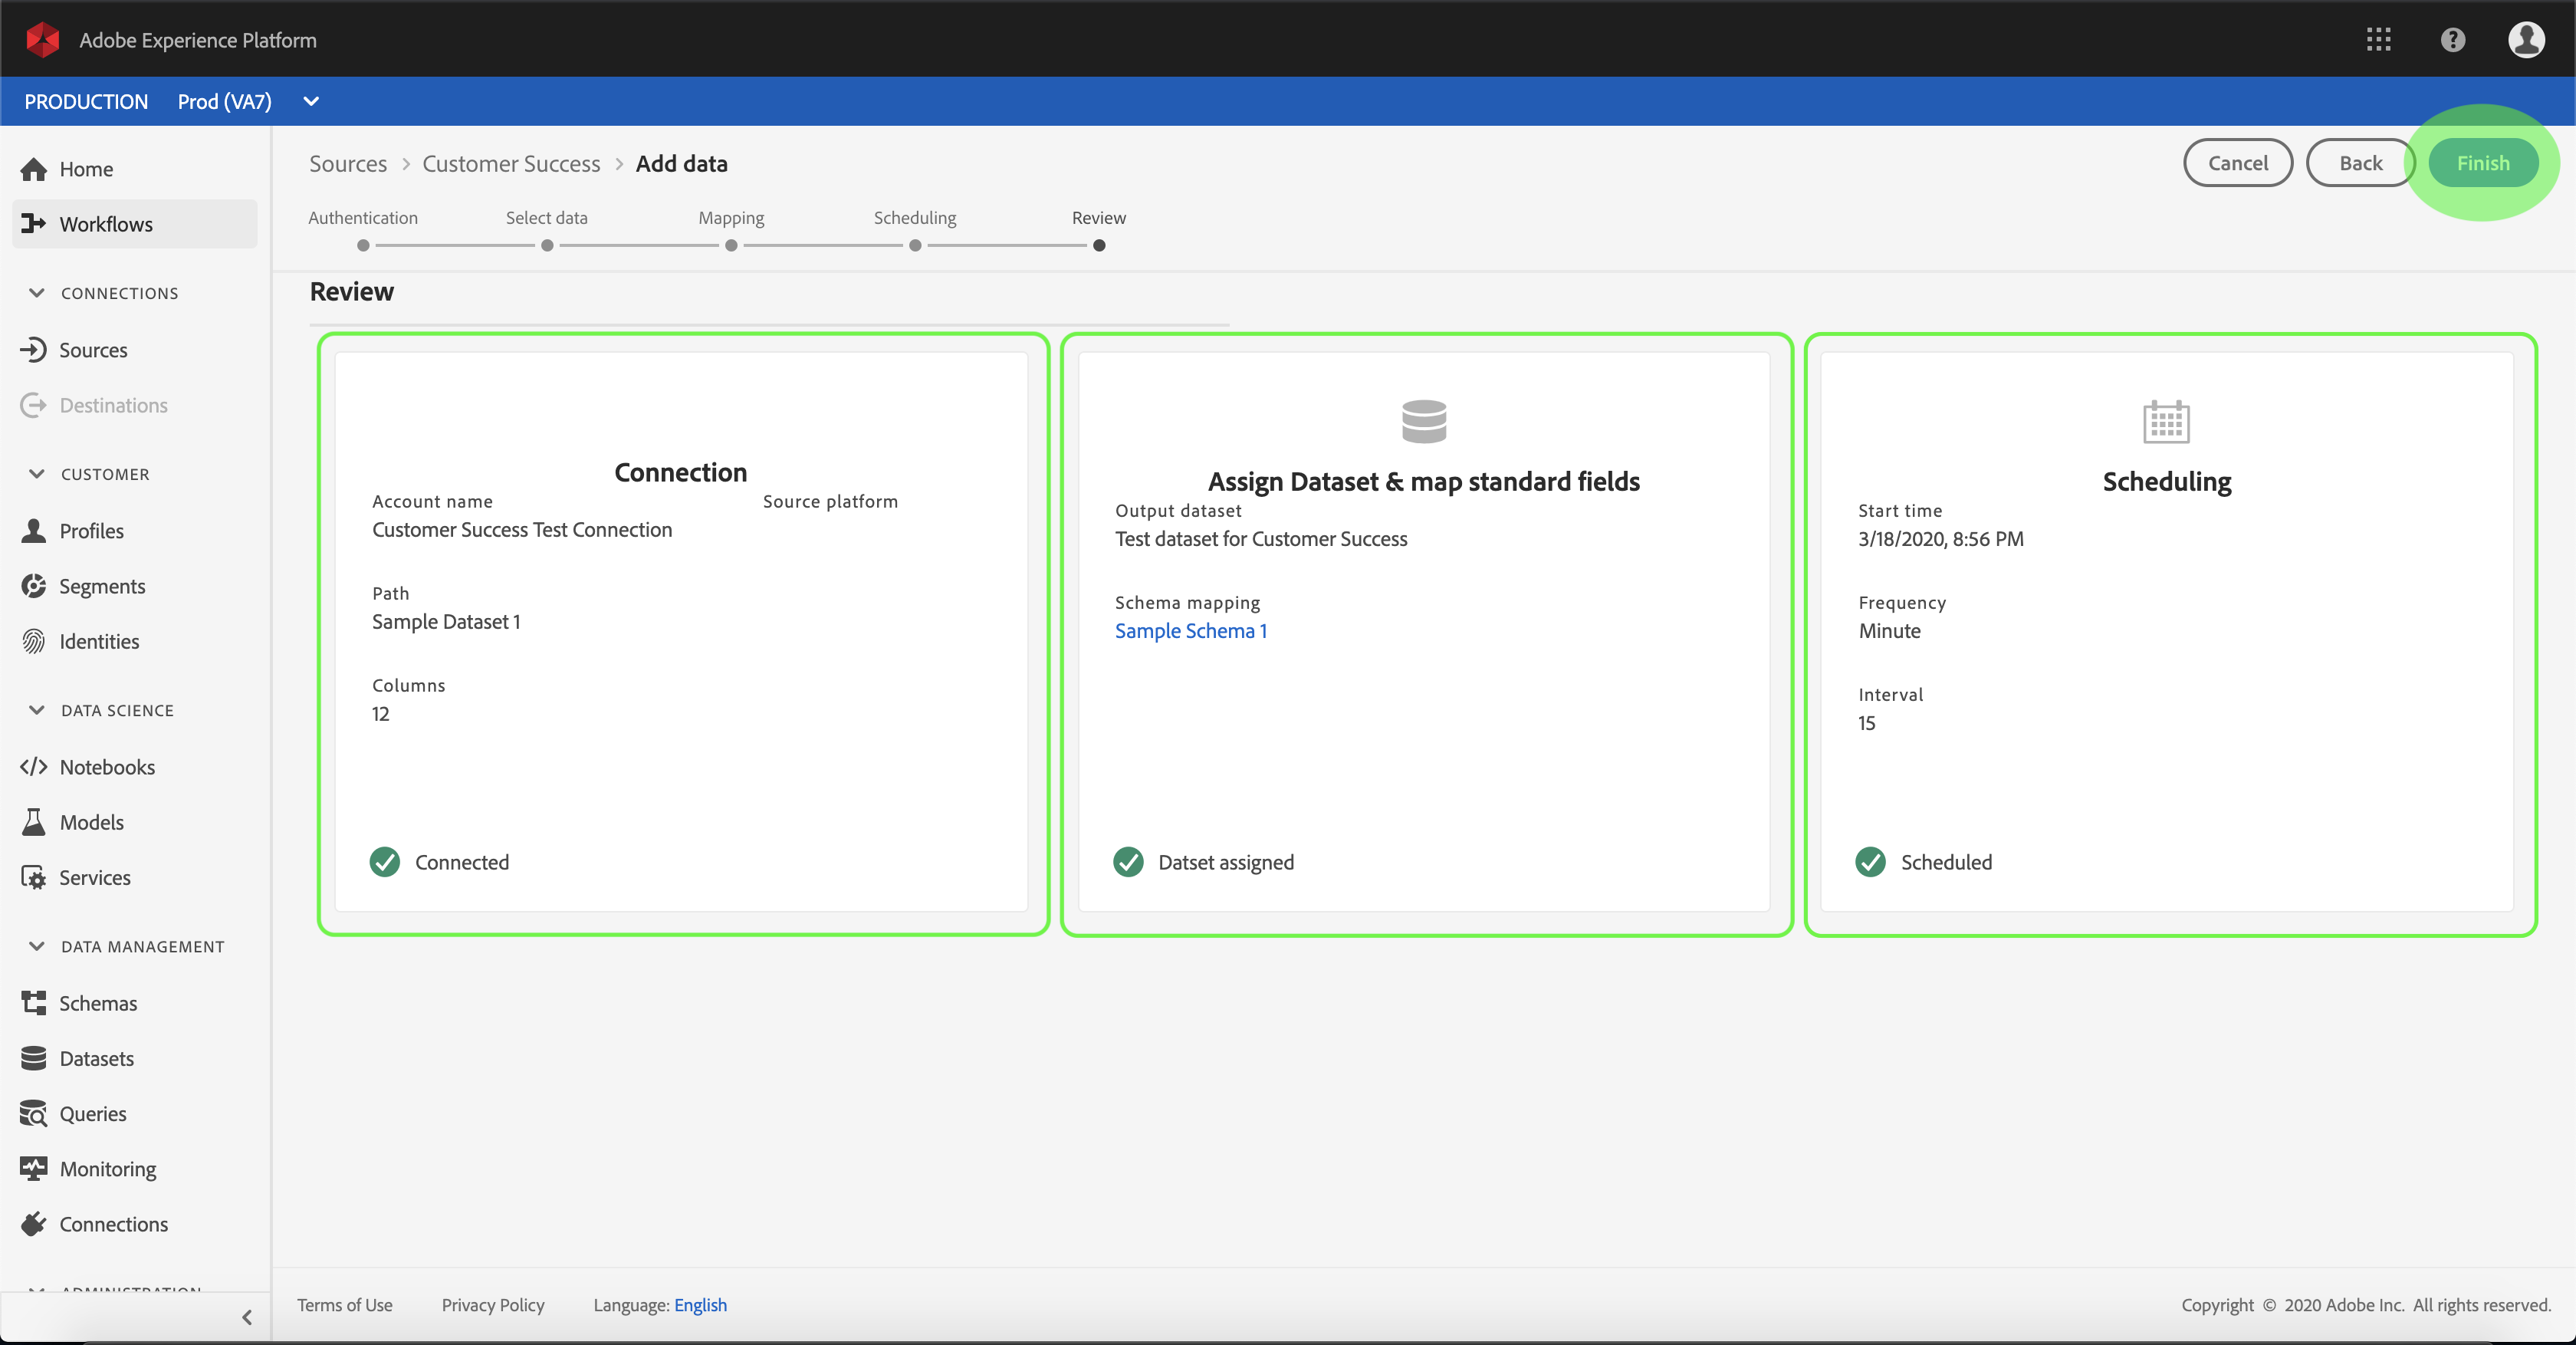 Adobe Experience Platform
PRODUCTION Prod (VA7)
Home
Workflows
CONNECTIONS
Sources
Destinations
CUSTOMER
Profiles
Segments
Identities
DATA SCIENCE
Notebooks
Models
Services
DATA MANAGEMENT
Schemas
Datasets
Queries
Monitoring
Connections
ADMINISTRATION
Sources > Customer Success > Add data
Cancel Back Finish
Authentication Select data Mapping Scheduling Review
Review
Connection
Account name Source platform
Customer Success Test Connection
Path
Sample Dataset 1
Columns
12
Connected
Assign Dataset & map standard fields
Output dataset
Test dataset for Customer Success
Schema mapping
Sample Schema 1
Datset assigned
Scheduling
Start time
3/18/2020, 8:56 PM
Frequency
Minute
Interval
15
Scheduled
Terms of Use Privacy Policy Language: English
Copyright © 2020 Adobe Inc. All rights reserved.